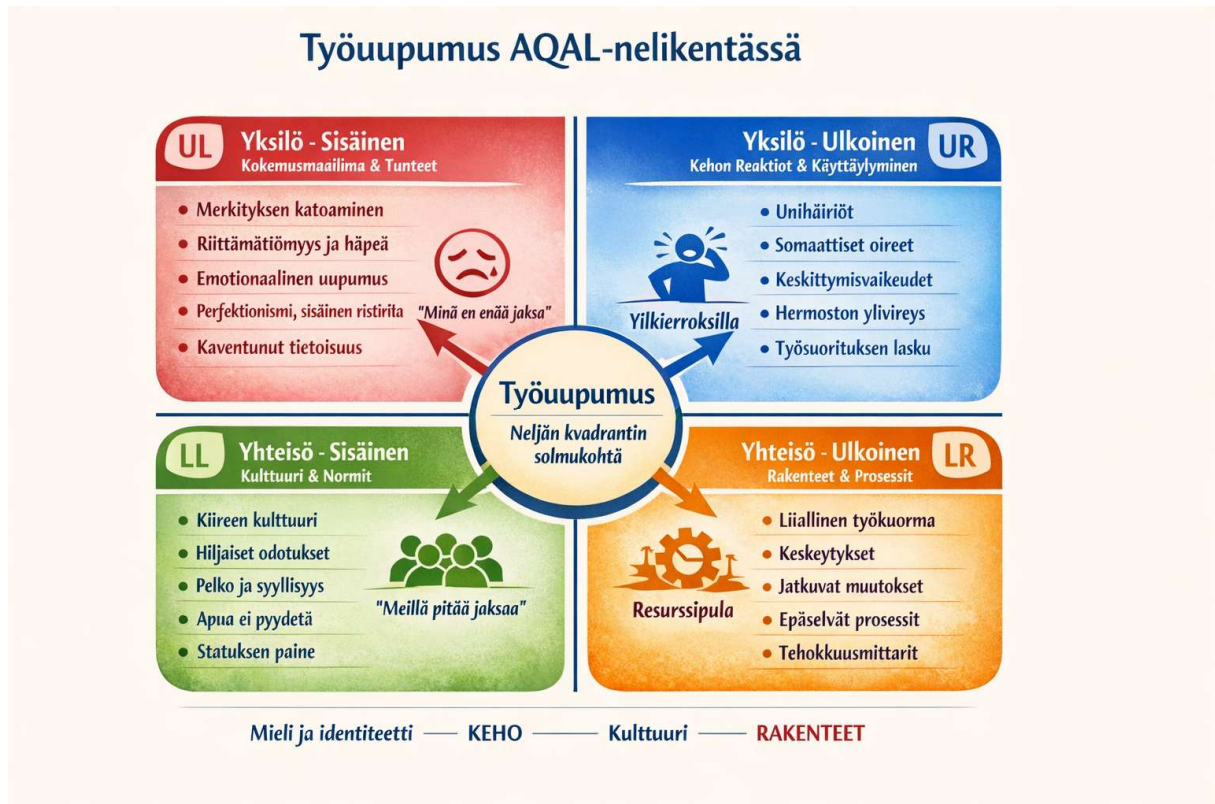 Työuupumus AQAL-nelikentässä
UL
Yksilö - Sisäinen
Kokemusmaailima & Tunteet
Merkityksen katoaminen
Riittämätiömyys ja häpeä
Emotionaalinen uupumus
Perfektionismi, sisäinen ristirita
Kaventunut tietoisuus
"Minä en enää jaksa"
Yksilö - Ulkoinen
UR
Kehon Reaktiot & Käyttäylyminen
Unihäiriöt
Somaattiset oireet
Keskittymisvaikeudet
Hermoston ylivireys
Työsuorituksen lasku
Yilkierroksilla
Työuupumus
Neljän kvadrantin
solmukohtä
LL
Yhteisö - Sisäinen
Kulttuuri & Normit
Kiireen kulttuuri
Hiljaiset odotukset
Pelko ja syyllisyys
Apua ei pyydetä
Statuksen paine
"Meillä pitää jaksaa"
Yhteisö - Ulkoinen
LR
Rakenteet & Prosessit
Liiallinen työkuorma
Keskeytykset
Jatkuvat muutokset
Epäselvät prosessit
Tehokkuusmittarit
Resurssipula
Mieli ja identiteetti — KEHO — Kulttuuri — RAKENTEET